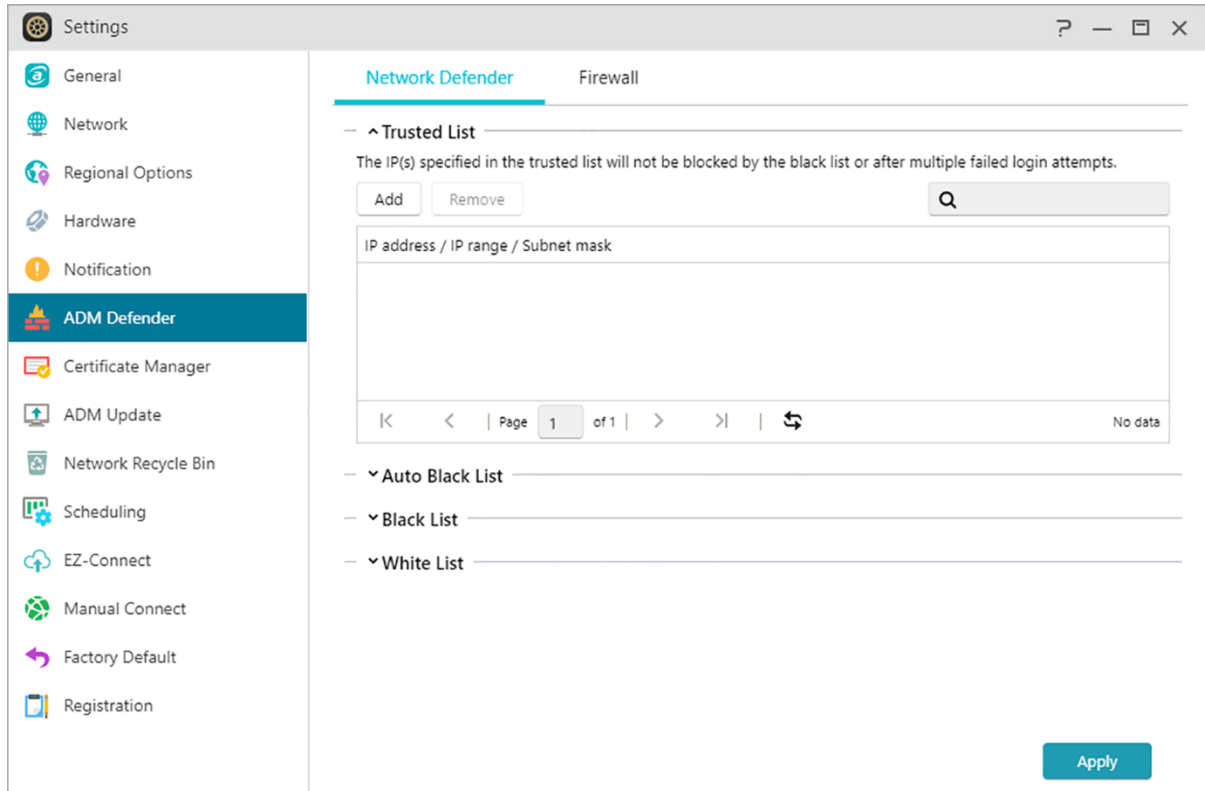 Settings
General
Network
Regional Options
Hardware
Notification
ADM Defender
Certificate Manager
ADM Update
Network Recycle Bin
Scheduling
EZ-Connect
Manual Connect
Factory Default
Registration
Network Defender Firewall
Trusted List
The IP(s) specified in the trusted list will not be blocked by the black list or after multiple failed login attempts.
Add Remove
IP address / IP range / Subnet mask
Page 1 of 1 No data
Auto Black List
Black List
White List
Apply